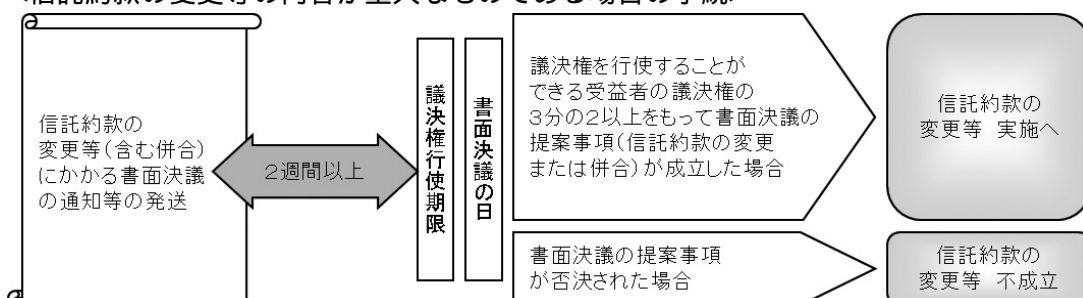 信託約款の
変更等(含む併合)
にかかる書面決議
の通知等の発送
2週間以上
議決権行使期限
書面決議の日
議決権を行使することが
できる受益者の議決権の
3分の2以上をもって書面決議の
提案事項(信託約款の変更
または併合)が成立した場合
信託約款の
変更等 実施へ
書面決議の提案事項
が否決された場合
信託約款の
変更等 不成立